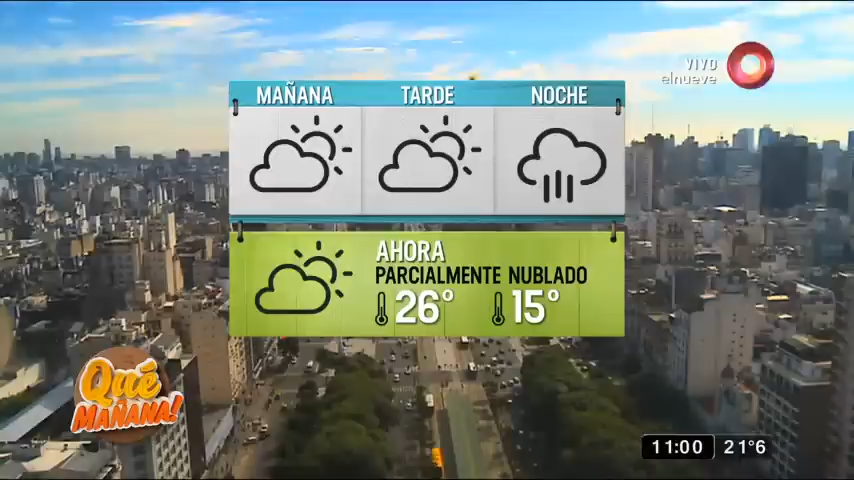 VIVO
elnueve
MAÑANA TARDE NOCHE
AHORA
PARCIALMENTE NUBLADO
26° 15°
Qué
MAÑANA!
11:00 21°6